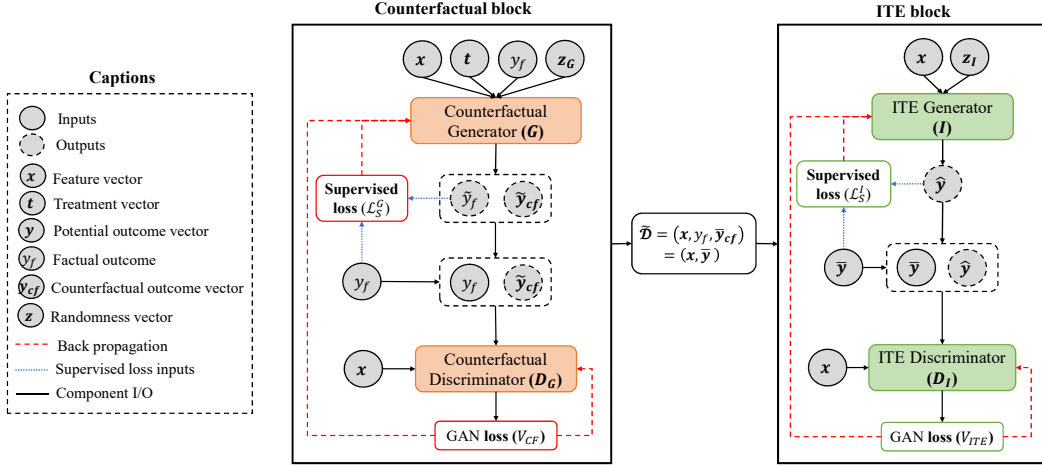 Captions
Inputs
Outputs
x Feature vector
t Treatment vector
y Potential outcome vector
y_f Factual outcome
y_cf Counterfactual outcome vector
z Randomness vector
Back propagation
Supervised loss inputs
Component I/O
Counterfactual block
x t y_f z_G
Counterfactual
Generator (G)
Supervised
loss (ℒ_S^G)
ỹ_f ỹ_cf
y_f y_f ỹ_cf
x
Counterfactual
Discriminator (D_G)
GAN loss (V_CF)
𝒟̃ = (x, y_f, ȳ_cf)
= (x, ȳ)
ITE block
x z_I
ITE Generator
(I)
Supervised
loss (ℒ_S^I)
ŷ
ȳ ȳ ŷ
x
ITE Discriminator
(D_I)
GAN loss (V_ITE)